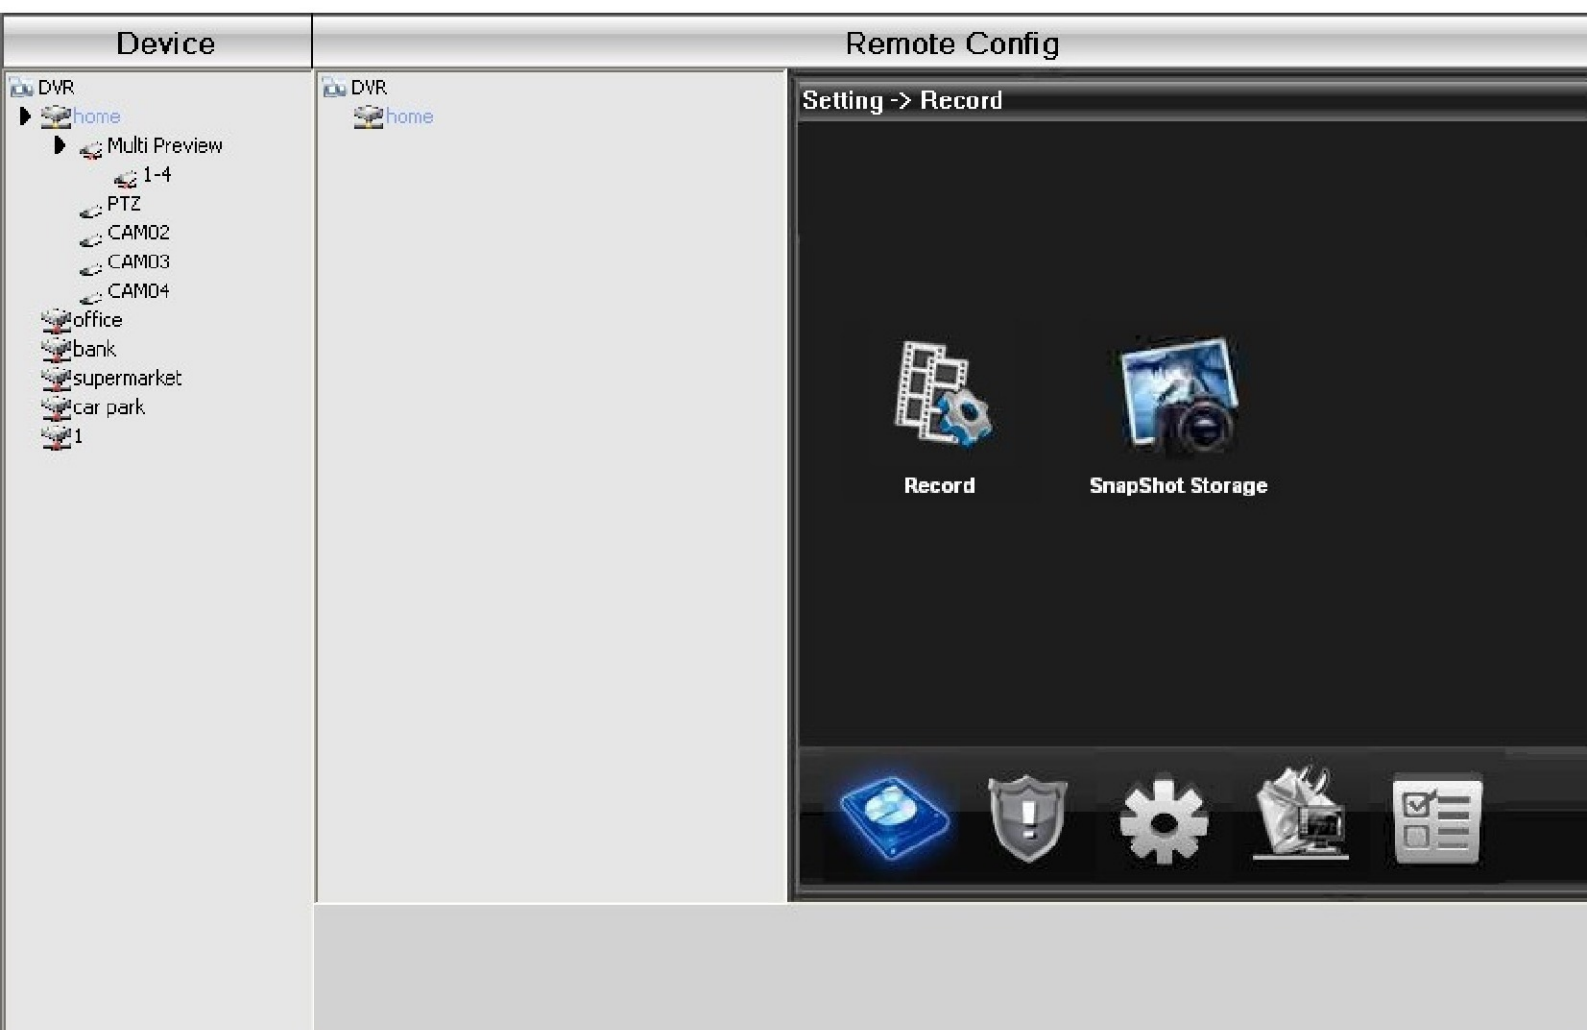 Device
Remote Config
DVR
home
Multi Preview
1-4
PTZ
CAM02
CAM03
CAM04
office
bank
supermarket
car park
1
DVR
home
Setting -> Record
Record
SnapShot Storage